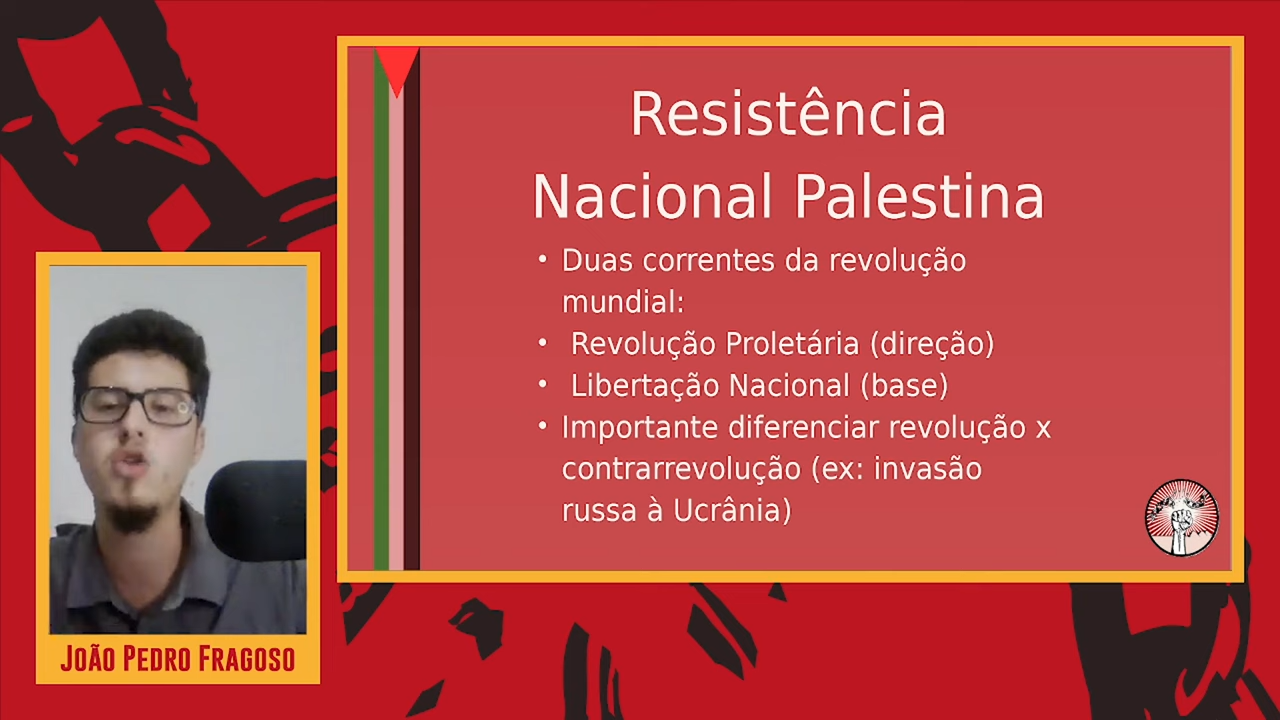 Resistência
Nacional Palestina
• Duas correntes da revolução
mundial:
• Revolução Proletária (direção)
• Libertação Nacional (base)
• Importante diferenciar revolução x
contrarrevolução (ex: invasão
russa à Ucrânia)
JOÃO PEDRO FRAGOSO